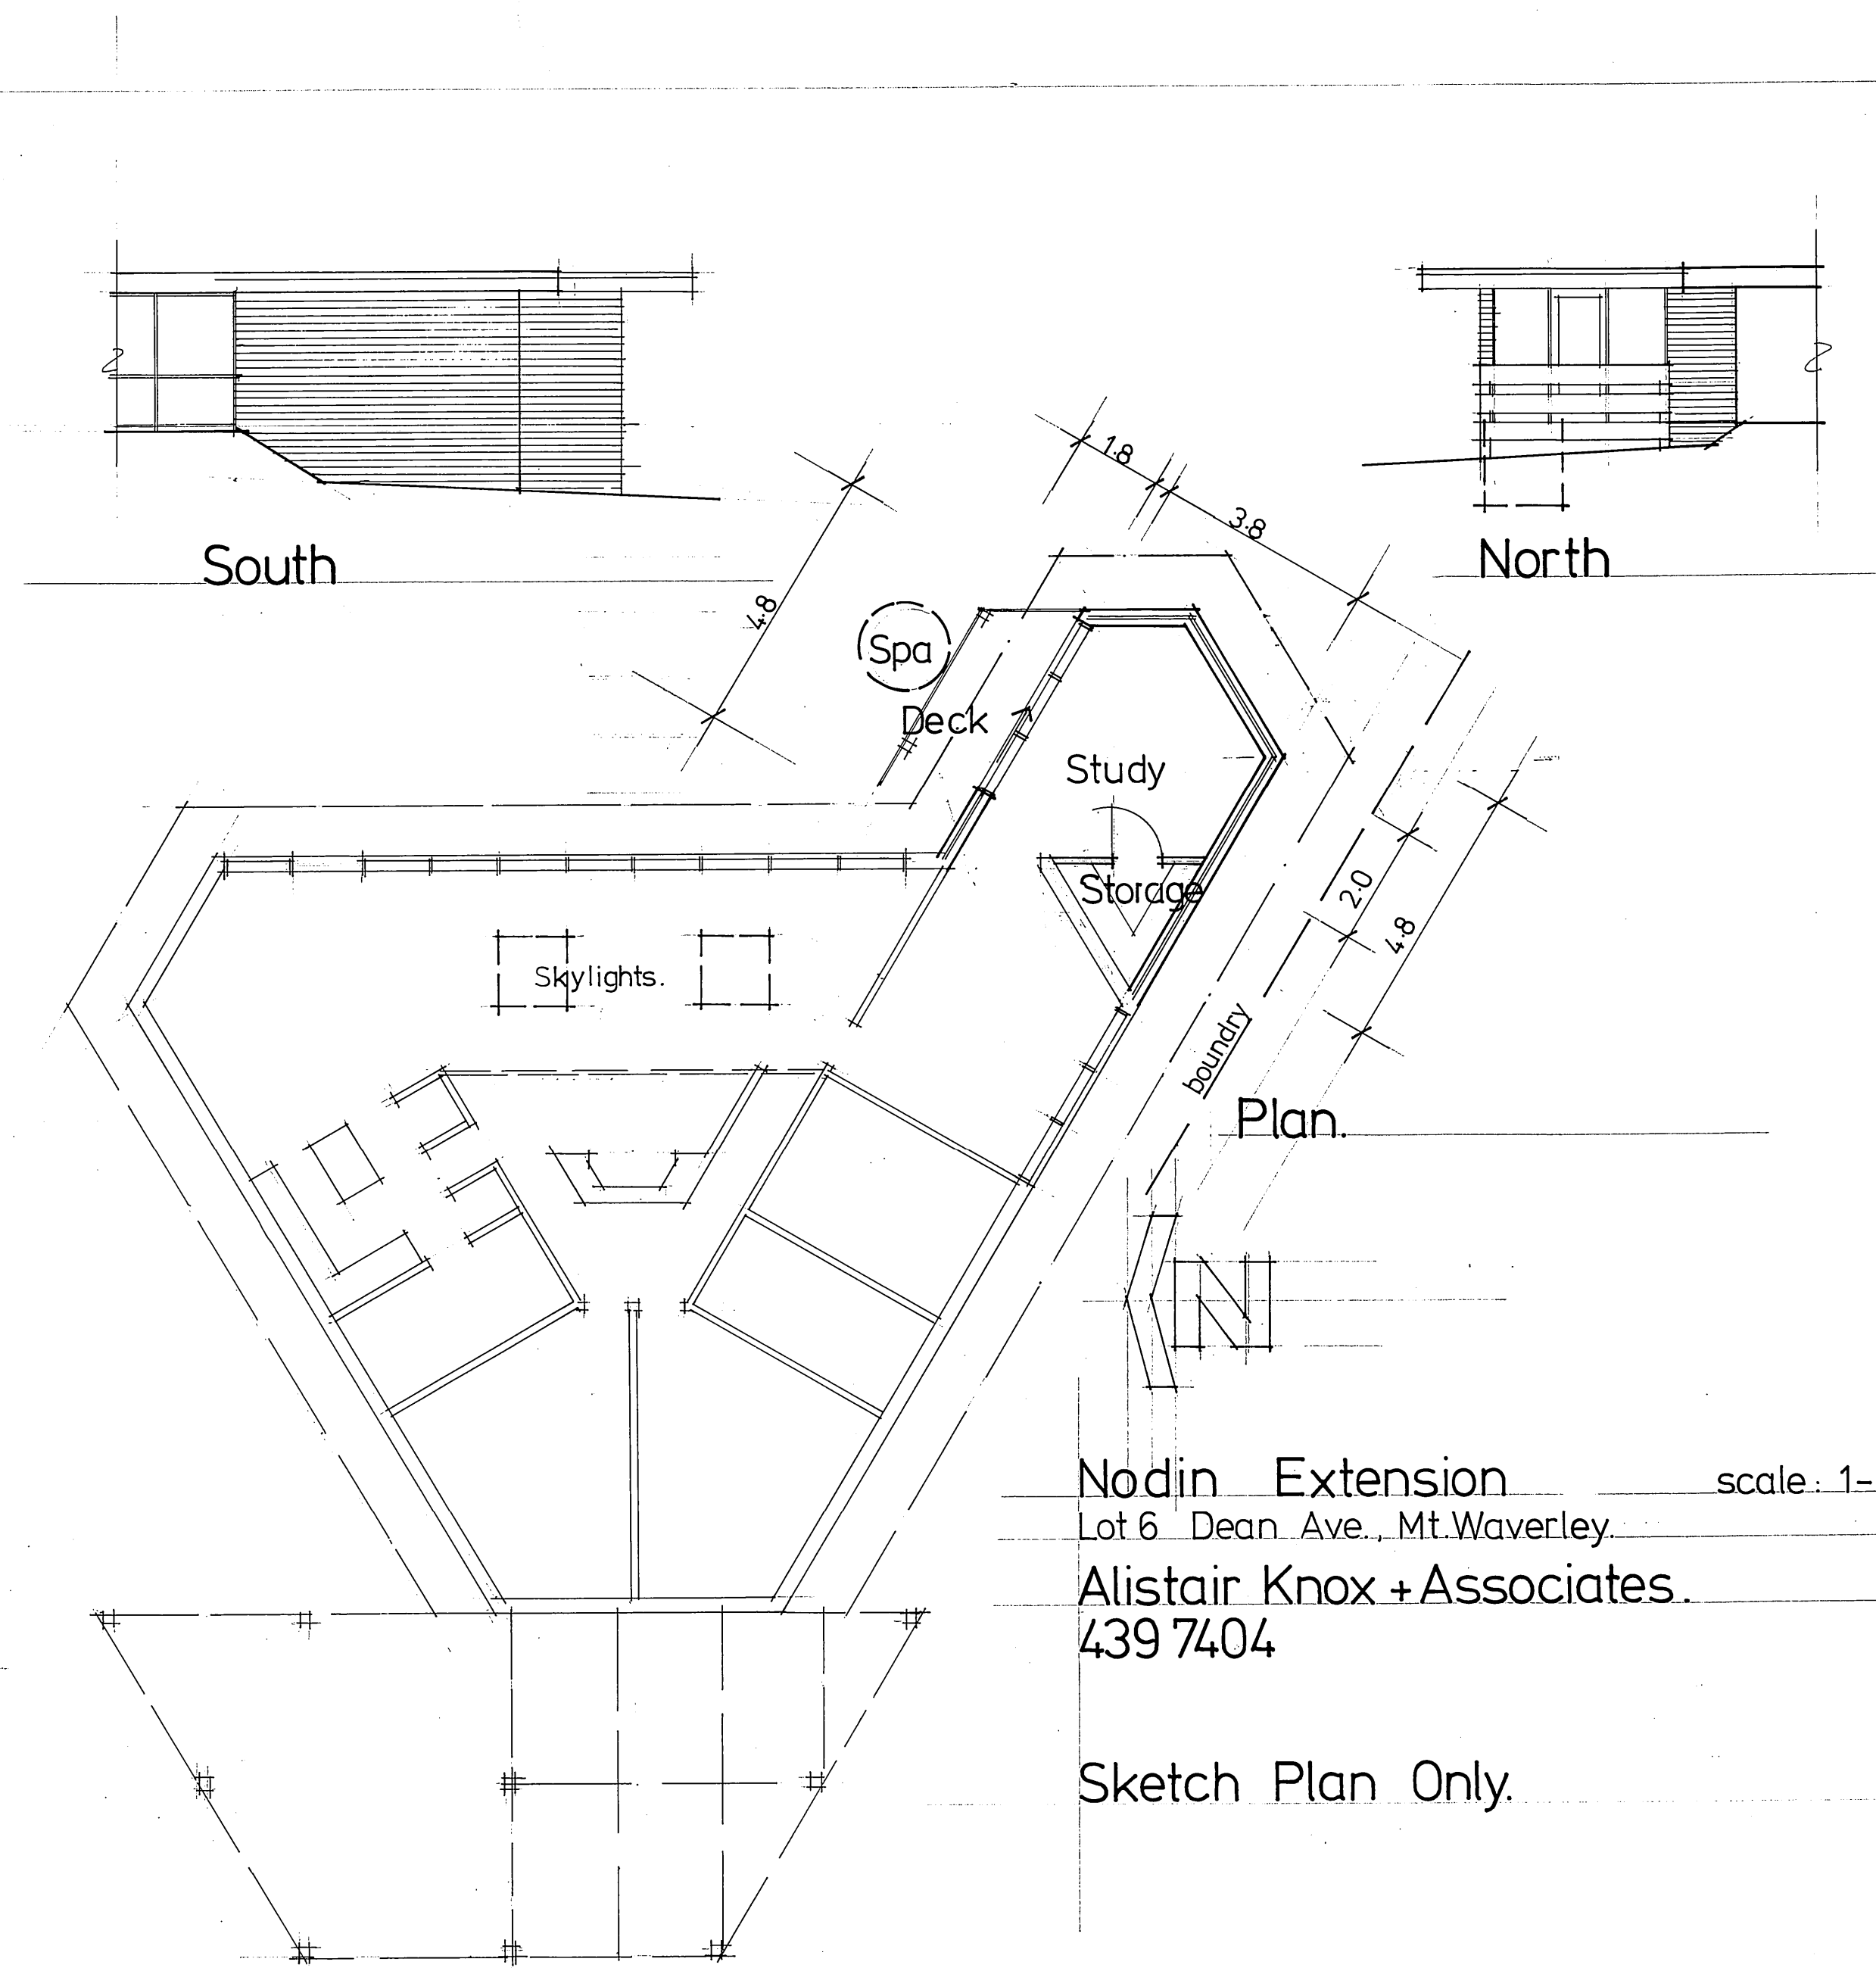 South
North
1.8
3.8
4.8
Spa
Deck
Study
Storage
2.0
4.8
Skylights.
boundry
Plan.
N
Nodin Extension
scale: 1-
Lot 6 Dean Ave., Mt. Waverley.
Alistair Knox + Associates.
439 7404
Sketch Plan Only.